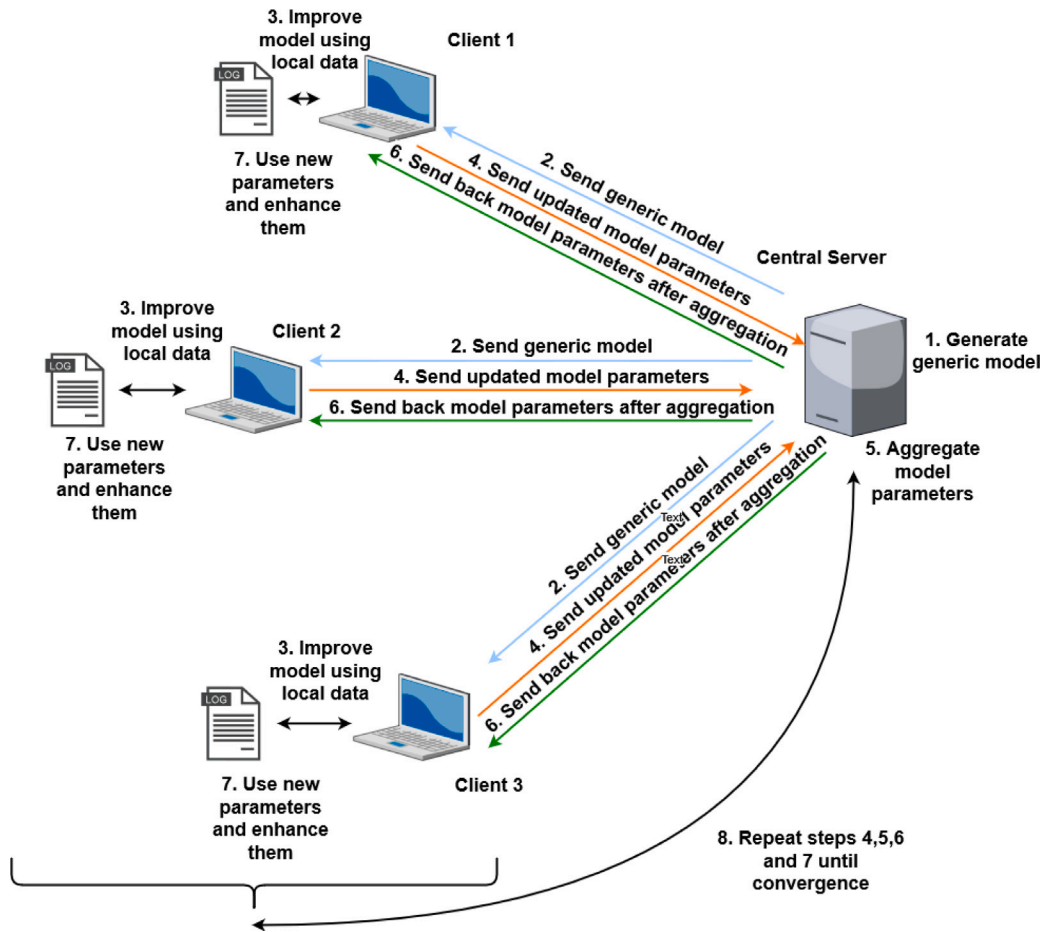 3. Improve
model using
local data
Client 1
LOG
7. Use new
parameters
and enhance
them
2. Send generic model
4. Send updated model parameters
6. Send back model parameters after aggregation
Central Server
1. Generate
generic model
5. Aggregate
model
parameters
3. Improve
model using
local data
Client 2
LOG
7. Use new
parameters
and enhance
them
2. Send generic model
4. Send updated model parameters
6. Send back model parameters after aggregation
2. Send generic model
Text
4. Send updated model parameters
Text
6. Send back model parameters after aggregation
3. Improve
model using
local data
LOG
Client 3
7. Use new
parameters
and enhance
them
8. Repeat steps 4,5,6
and 7 until
convergence